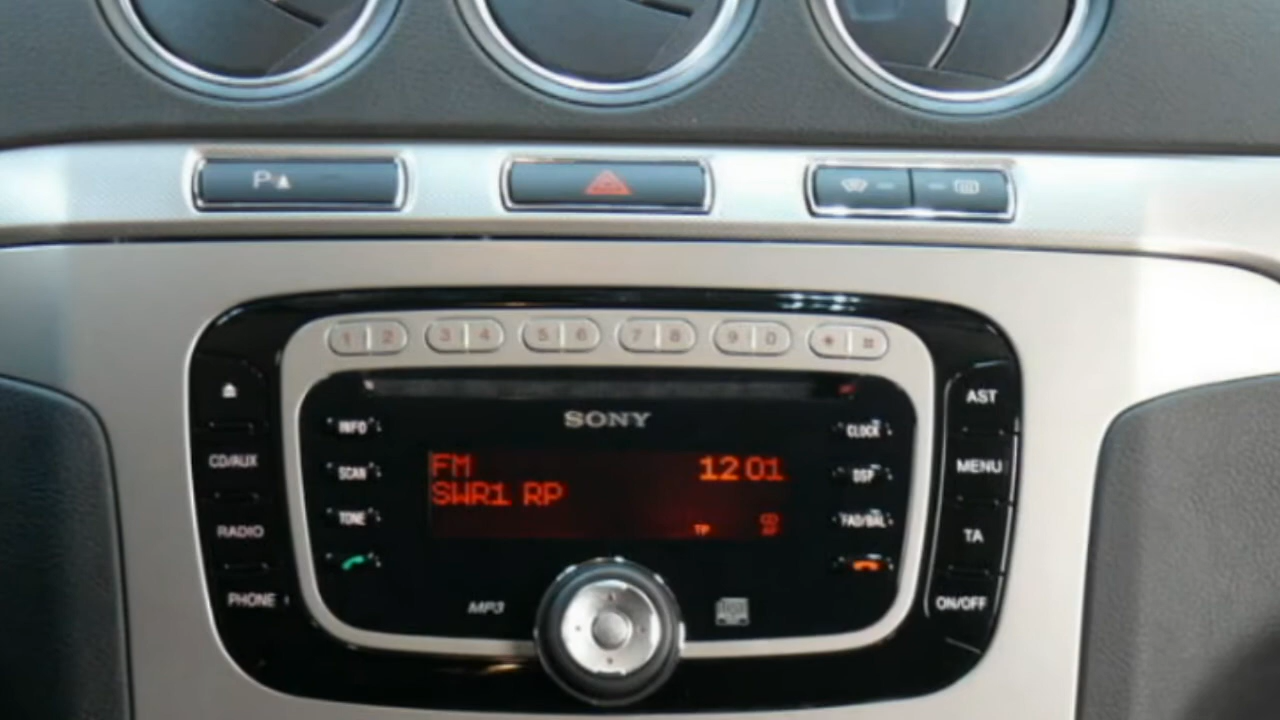 P
1 2 3 4 5 6 7 8 9 0 * #
SONY
INFO
CLOCK
AST
CD/AUX
SCAN
FM 12 01
DSP
MENU
SWR1 RP
RADIO
TONE
TP
FAD/BAL
TA
PHONE
MP3
ON/OFF